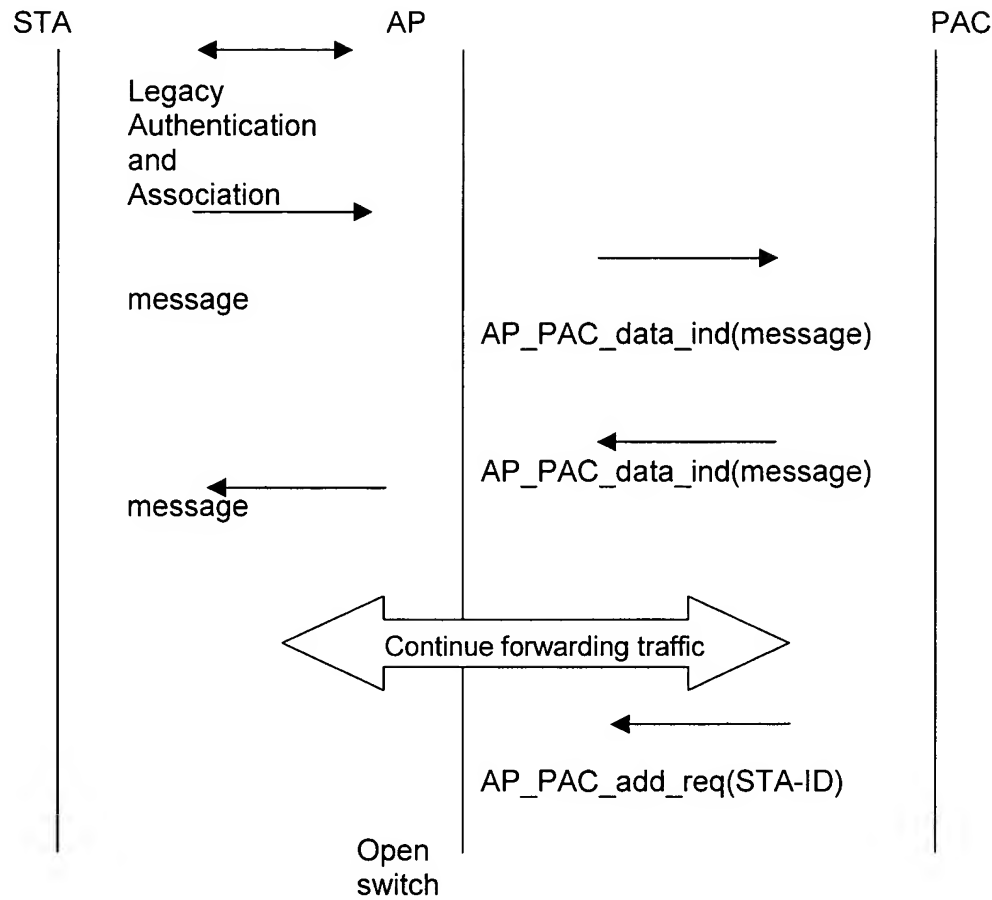 STA
AP
PAC
Legacy
Authentication
and
Association
message
AP_PAC_data_ind(message)
AP_PAC_data_ind(message)
message
Continue forwarding traffic
AP_PAC_add_req(STA-ID)
Open
switch